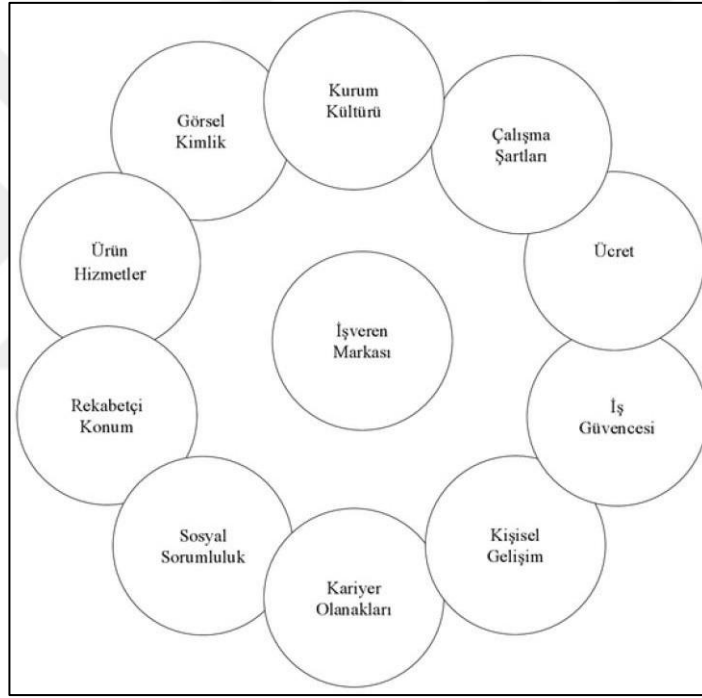 Kurum
Kültürü
Çalışma
Şartları
Ücret
İş
Güvencesi
Kişisel
Gelişim
Kariyer
Olanakları
Sosyal
Sorumluluk
Rekabetçi
Konum
Ürün
Hizmetler
Görsel
Kimlik
İşveren
Markası